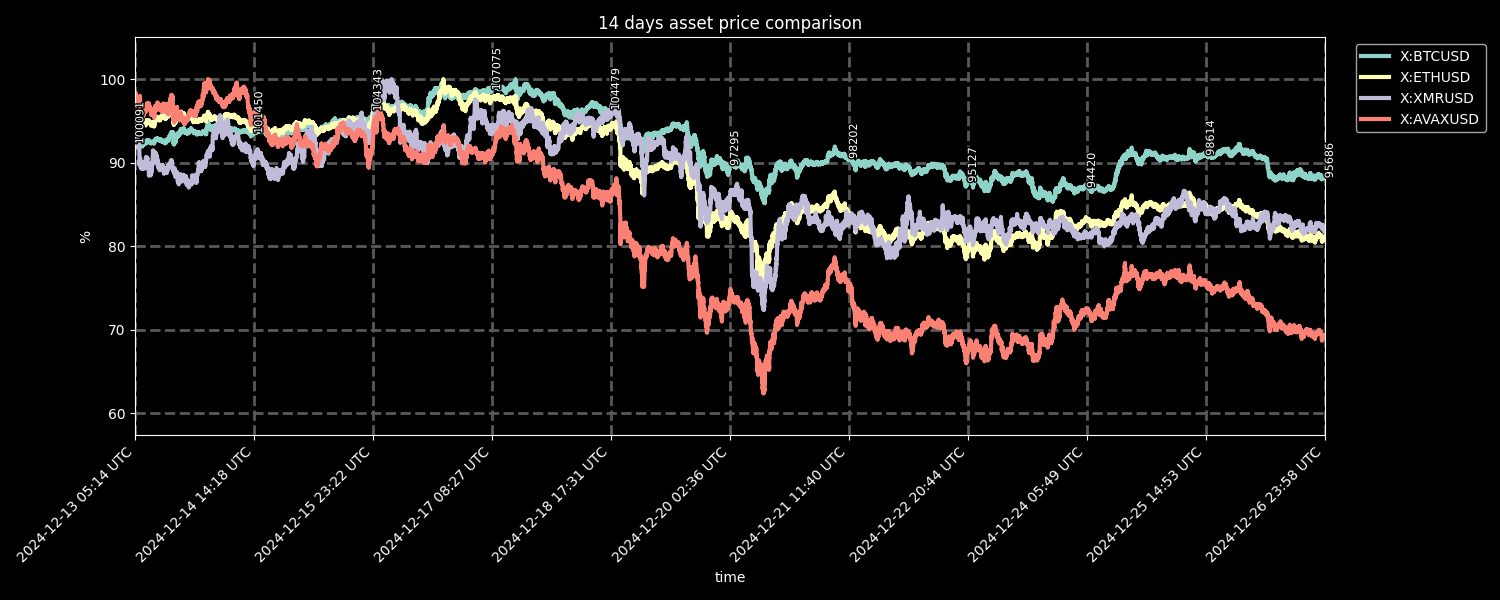 14 days asset price comparison
X:BTCUSD
X:ETHUSD
X:XMRUSD
X:AVAXUSD
100
90
80
70
60
%
100091
101450
104343
107075
104479
97295
98202
95127
94420
98614
95686
2024-12-13 05:14 UTC
2024-12-14 14:18 UTC
2024-12-15 23:22 UTC
2024-12-17 08:27 UTC
2024-12-18 17:31 UTC
2024-12-20 02:36 UTC
2024-12-21 11:40 UTC
2024-12-22 20:44 UTC
2024-12-24 05:49 UTC
2024-12-25 14:53 UTC
2024-12-26 23:58 UTC
time